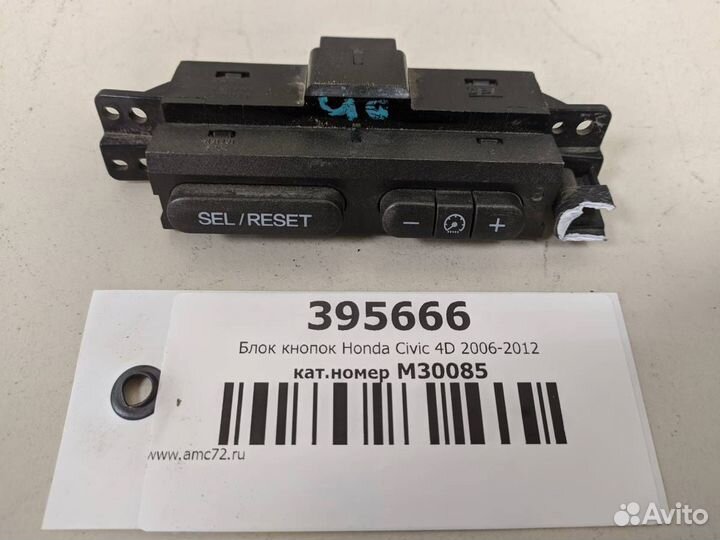 SEL/RESET
− +
395666
Блок кнопок Honda Civic 4D 2006-2012
кат.номер M30085
www.amc72.ru
Avito